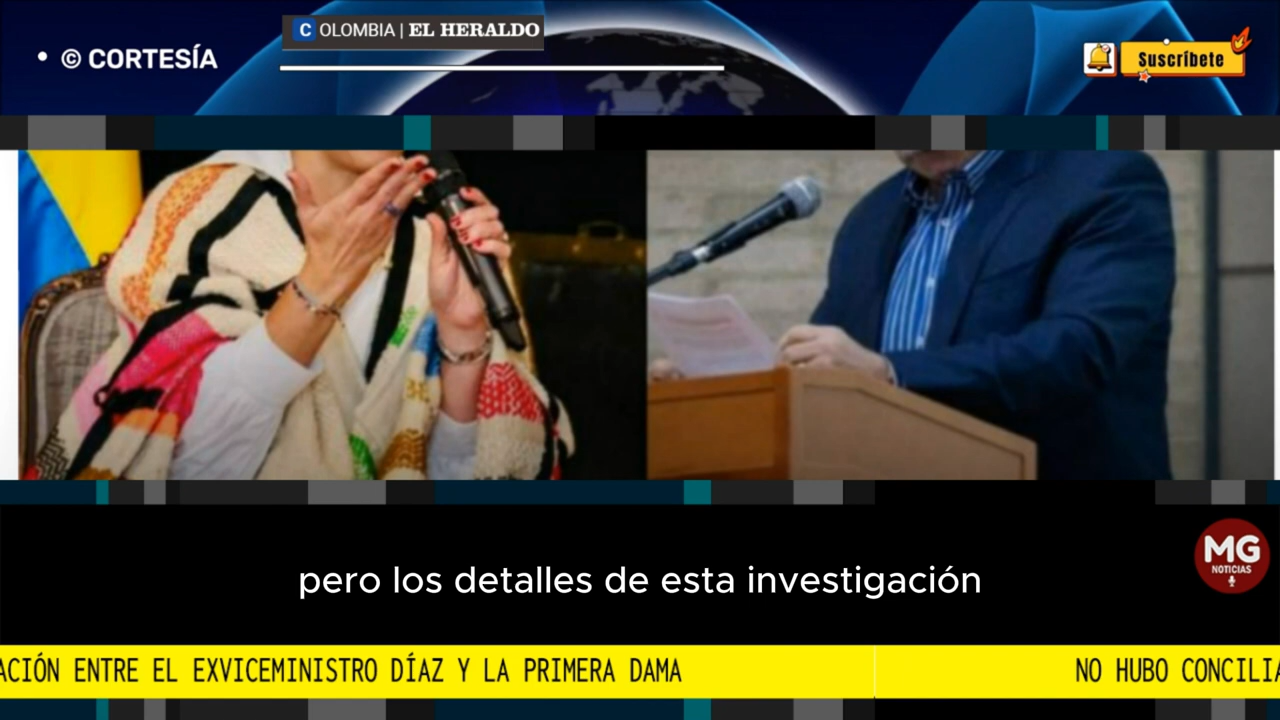 • © CORTESÍA
COLOMBIA | EL HERALDO
Suscríbete
pero los detalles de esta investigación
MG
NOTICIAS
ACIÓN ENTRE EL EXVICEMINISTRO DÍAZ Y LA PRIMERA DAMA
NO HUBO CONCILIA